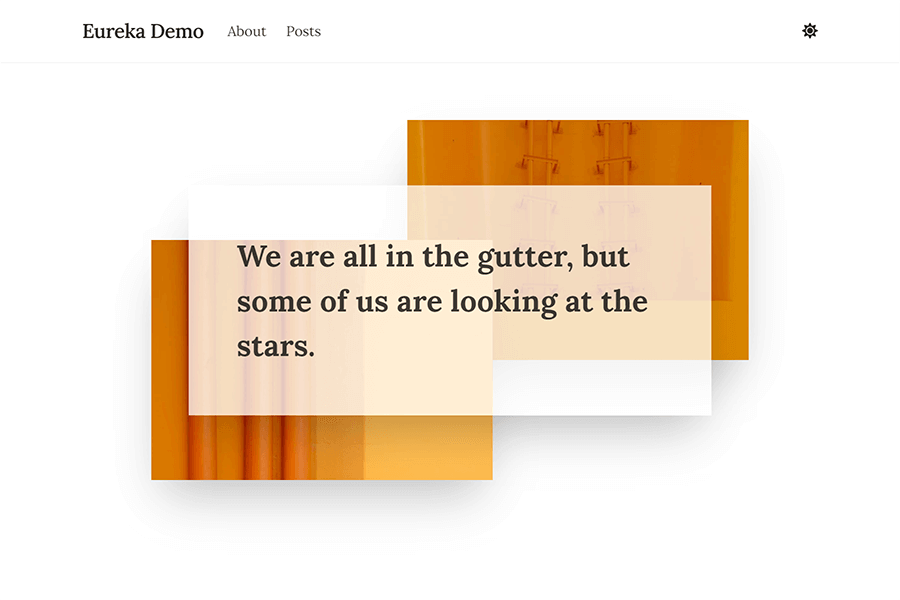 Eureka Demo About Posts
We are all in the gutter, but
some of us are looking at the
stars.